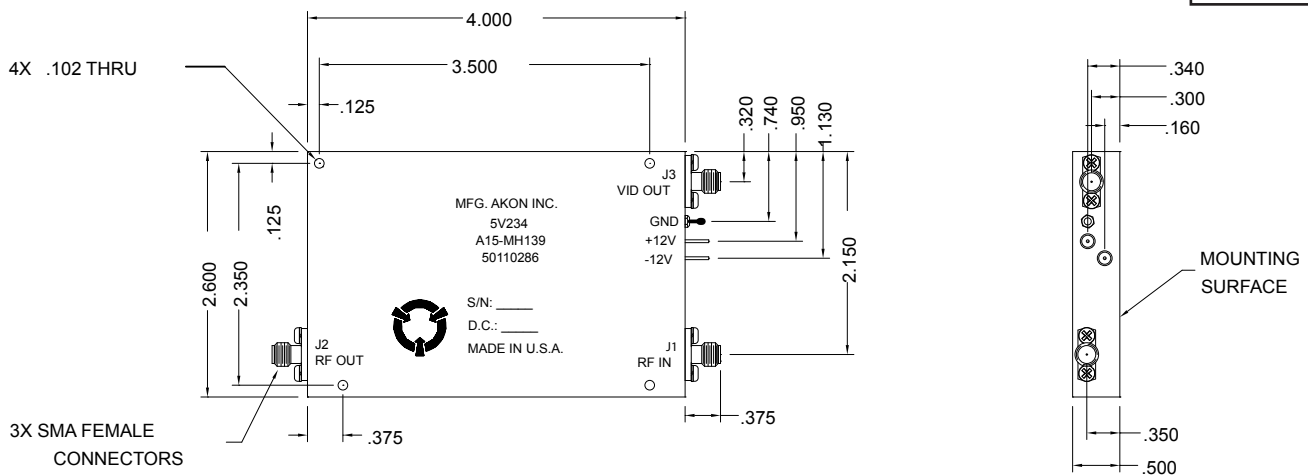 4.000
3.500
4X .102 THRU
.125
.320
.740
.950
1.130
.340
.300
.160
J3
VID OUT
MFG. AKON INC.
5V234
A15-MH139
50110286
GND
+12V
-12V
.125
2.600
2.350
2.150
MOUNTING
SURFACE
S/N: _____
D.C.: _____
MADE IN U.S.A.
J2
RF OUT
J1
RF IN
.375
.375
3X SMA FEMALE
CONNECTORS
.350
.500